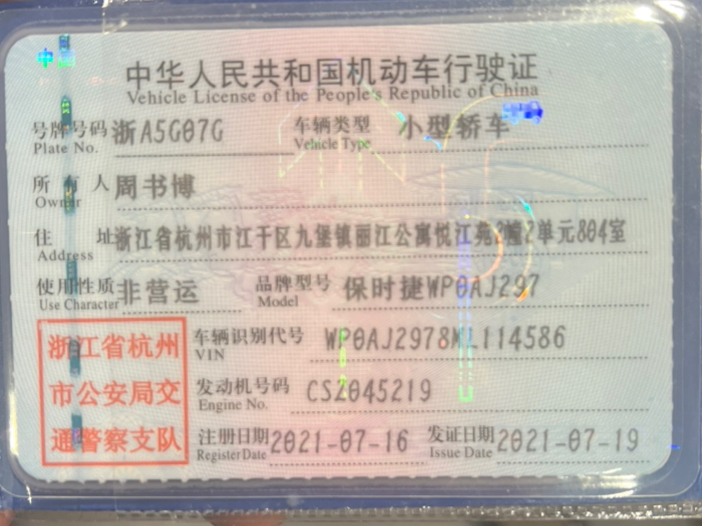 中国
中华人民共和国机动车行驶证
Vehicle License of the People's Republic of China
号牌号码 浙A5G07G 车辆类型 小型轿车
Plate No. Vehicle Type
所有人 周书博
Owner
住址 浙江省杭州市江干区九堡镇丽江公寓悦江苑2幢2单元804室
Address
使用性质 非营运 品牌型号 保时捷WP0AJ297
Use Character Model
浙江省杭州
市公安局交
通警察支队
车辆识别代号 WP0AJ2978ML114586
VIN
发动机号码 CS2045219
Engine No.
注册日期 2021-07-16 发证日期 2021-07-19
Register Date Issue Date